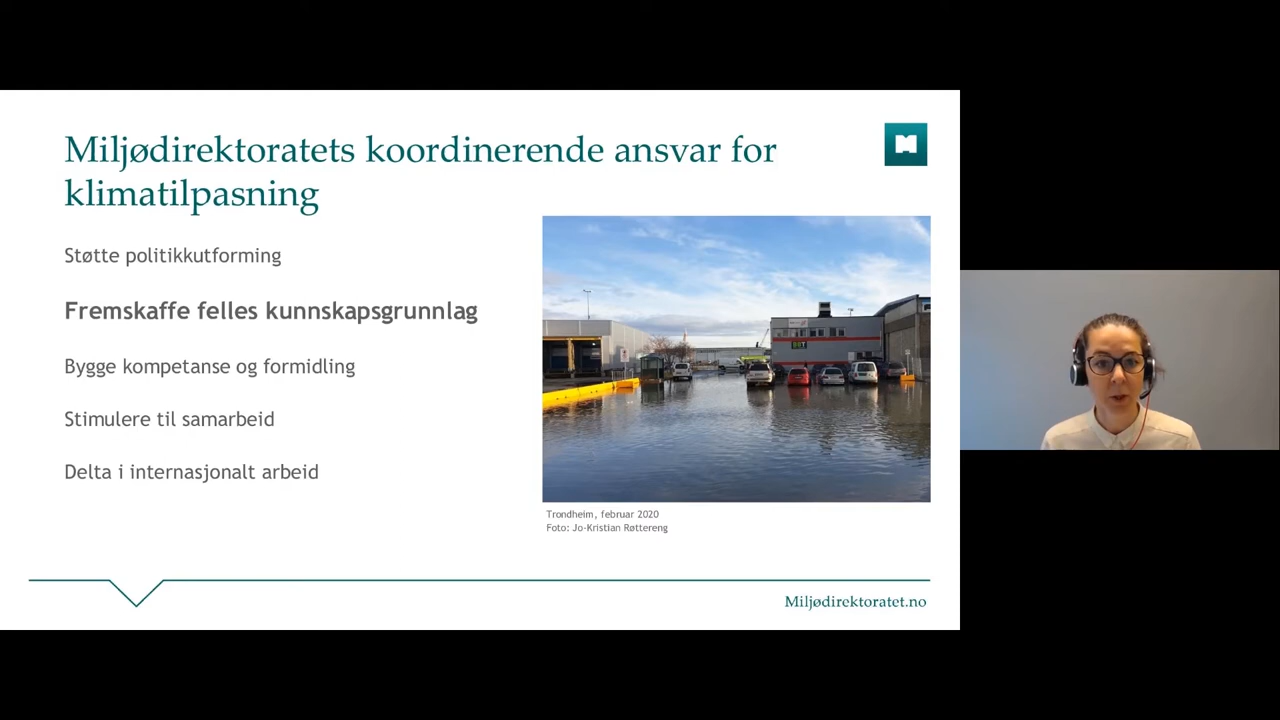 Miljødirektoratets koordinerende ansvar for
klimatilpasning
Støtte politikkutforming
Fremskaffe felles kunnskapsgrunnlag
Bygge kompetanse og formidling
Stimulere til samarbeid
Delta i internasjonalt arbeid
Trondheim, februar 2020
Foto: Jo-Kristian Røttereng
Miljødirektoratet.no